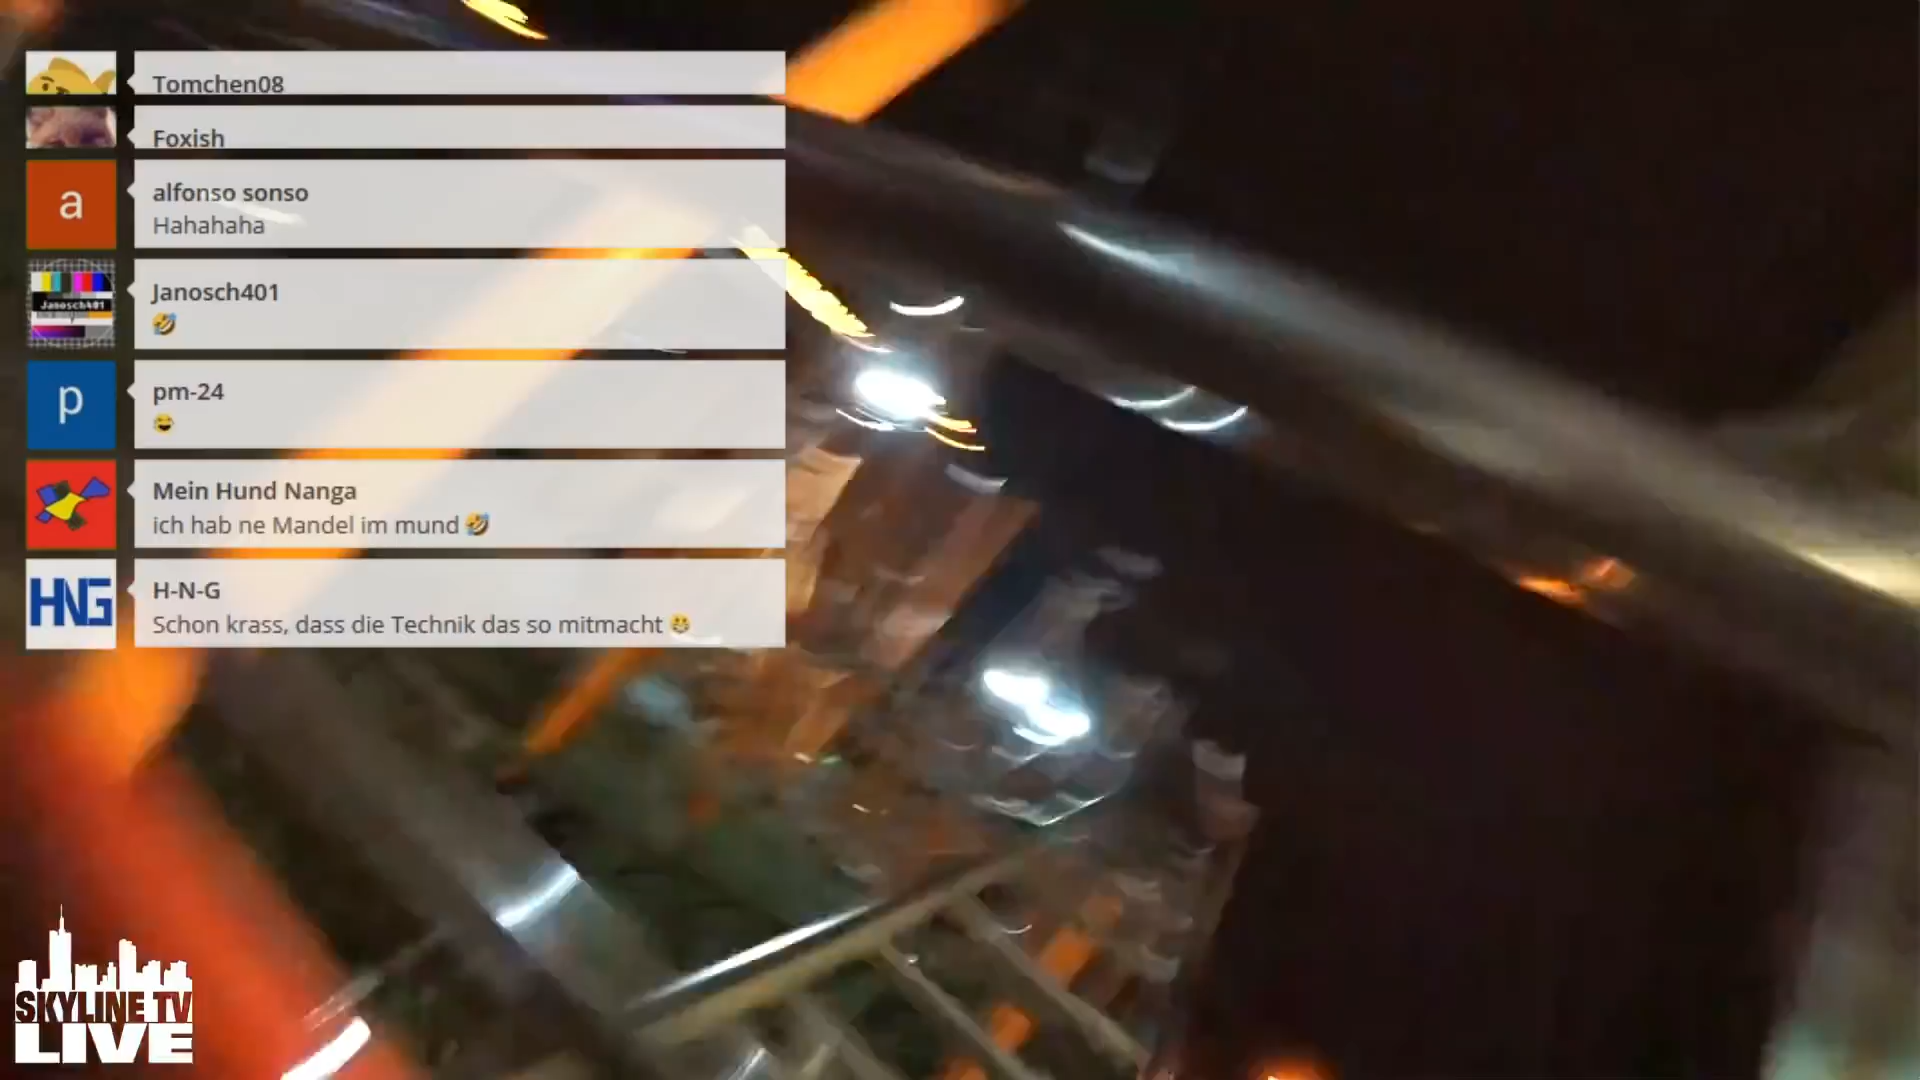 Tomchen08
Foxish
a
alfonso sonso
Hahahaha
Janosch401
Janosch401
🤣
p
pm-24
😂
Mein Hund Nanga
ich hab ne Mandel im mund 🤣
HNG
H-N-G
Schon krass, dass die Technik das so mitmacht 😀
SKYLINE TV
LIVE